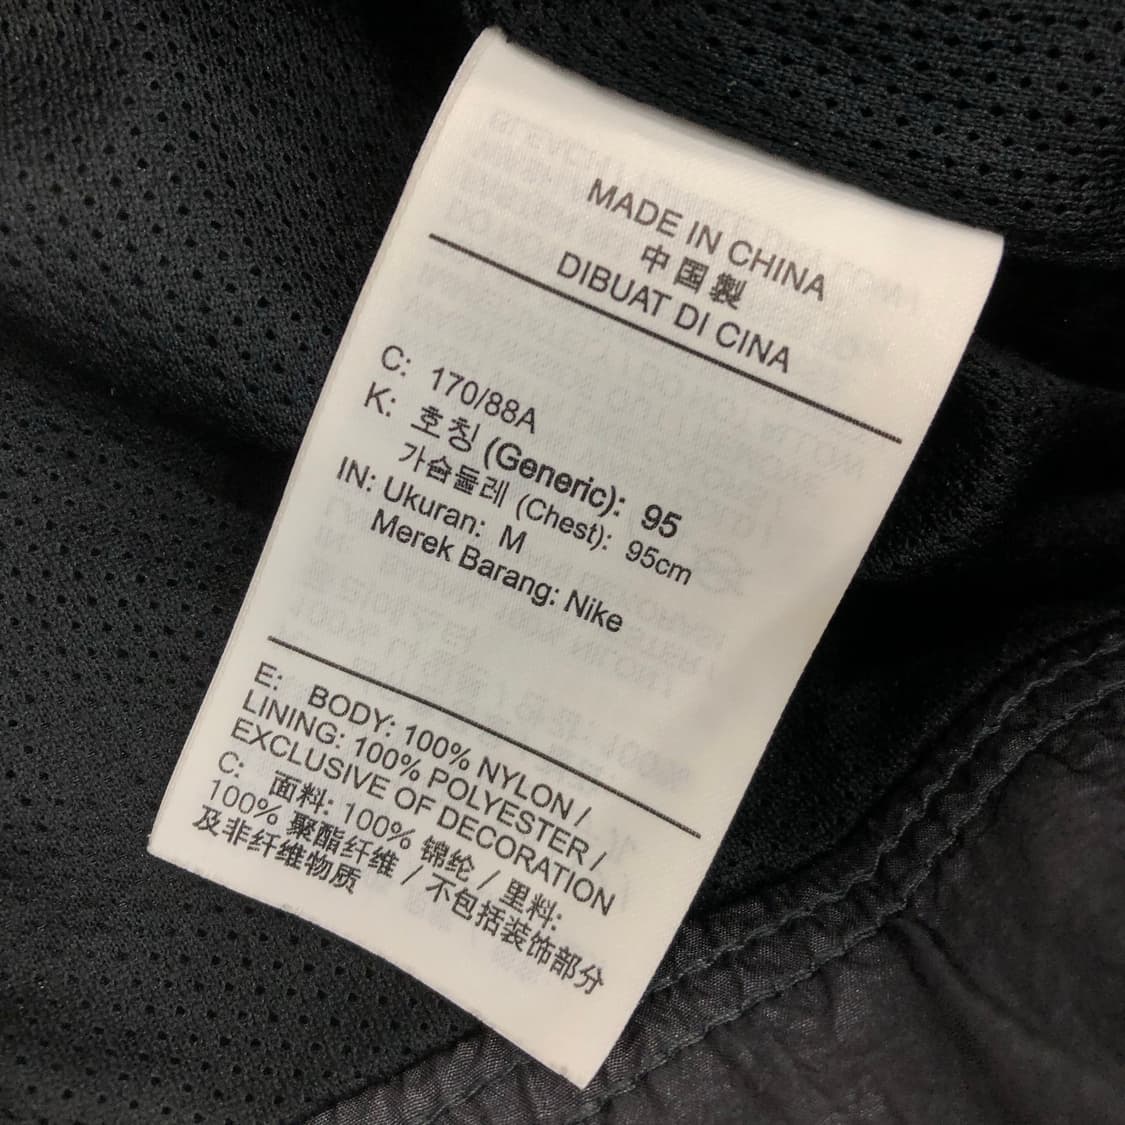 MADE IN CHINA
中国製
DIBUAT DI CINA
C: 170/88A
K: 호칭 (Generic): 95
가슴둘레 (Chest): 95cm
IN: Ukuran: M
Merek Barang: Nike
E: BODY: 100% NYLON /
LINING: 100% POLYESTER /
EXCLUSIVE OF DECORATION
C: 面料: 100% 锦纶 / 里料:
100% 聚酯纤维 / 不包括装饰部分
及非纤维物质